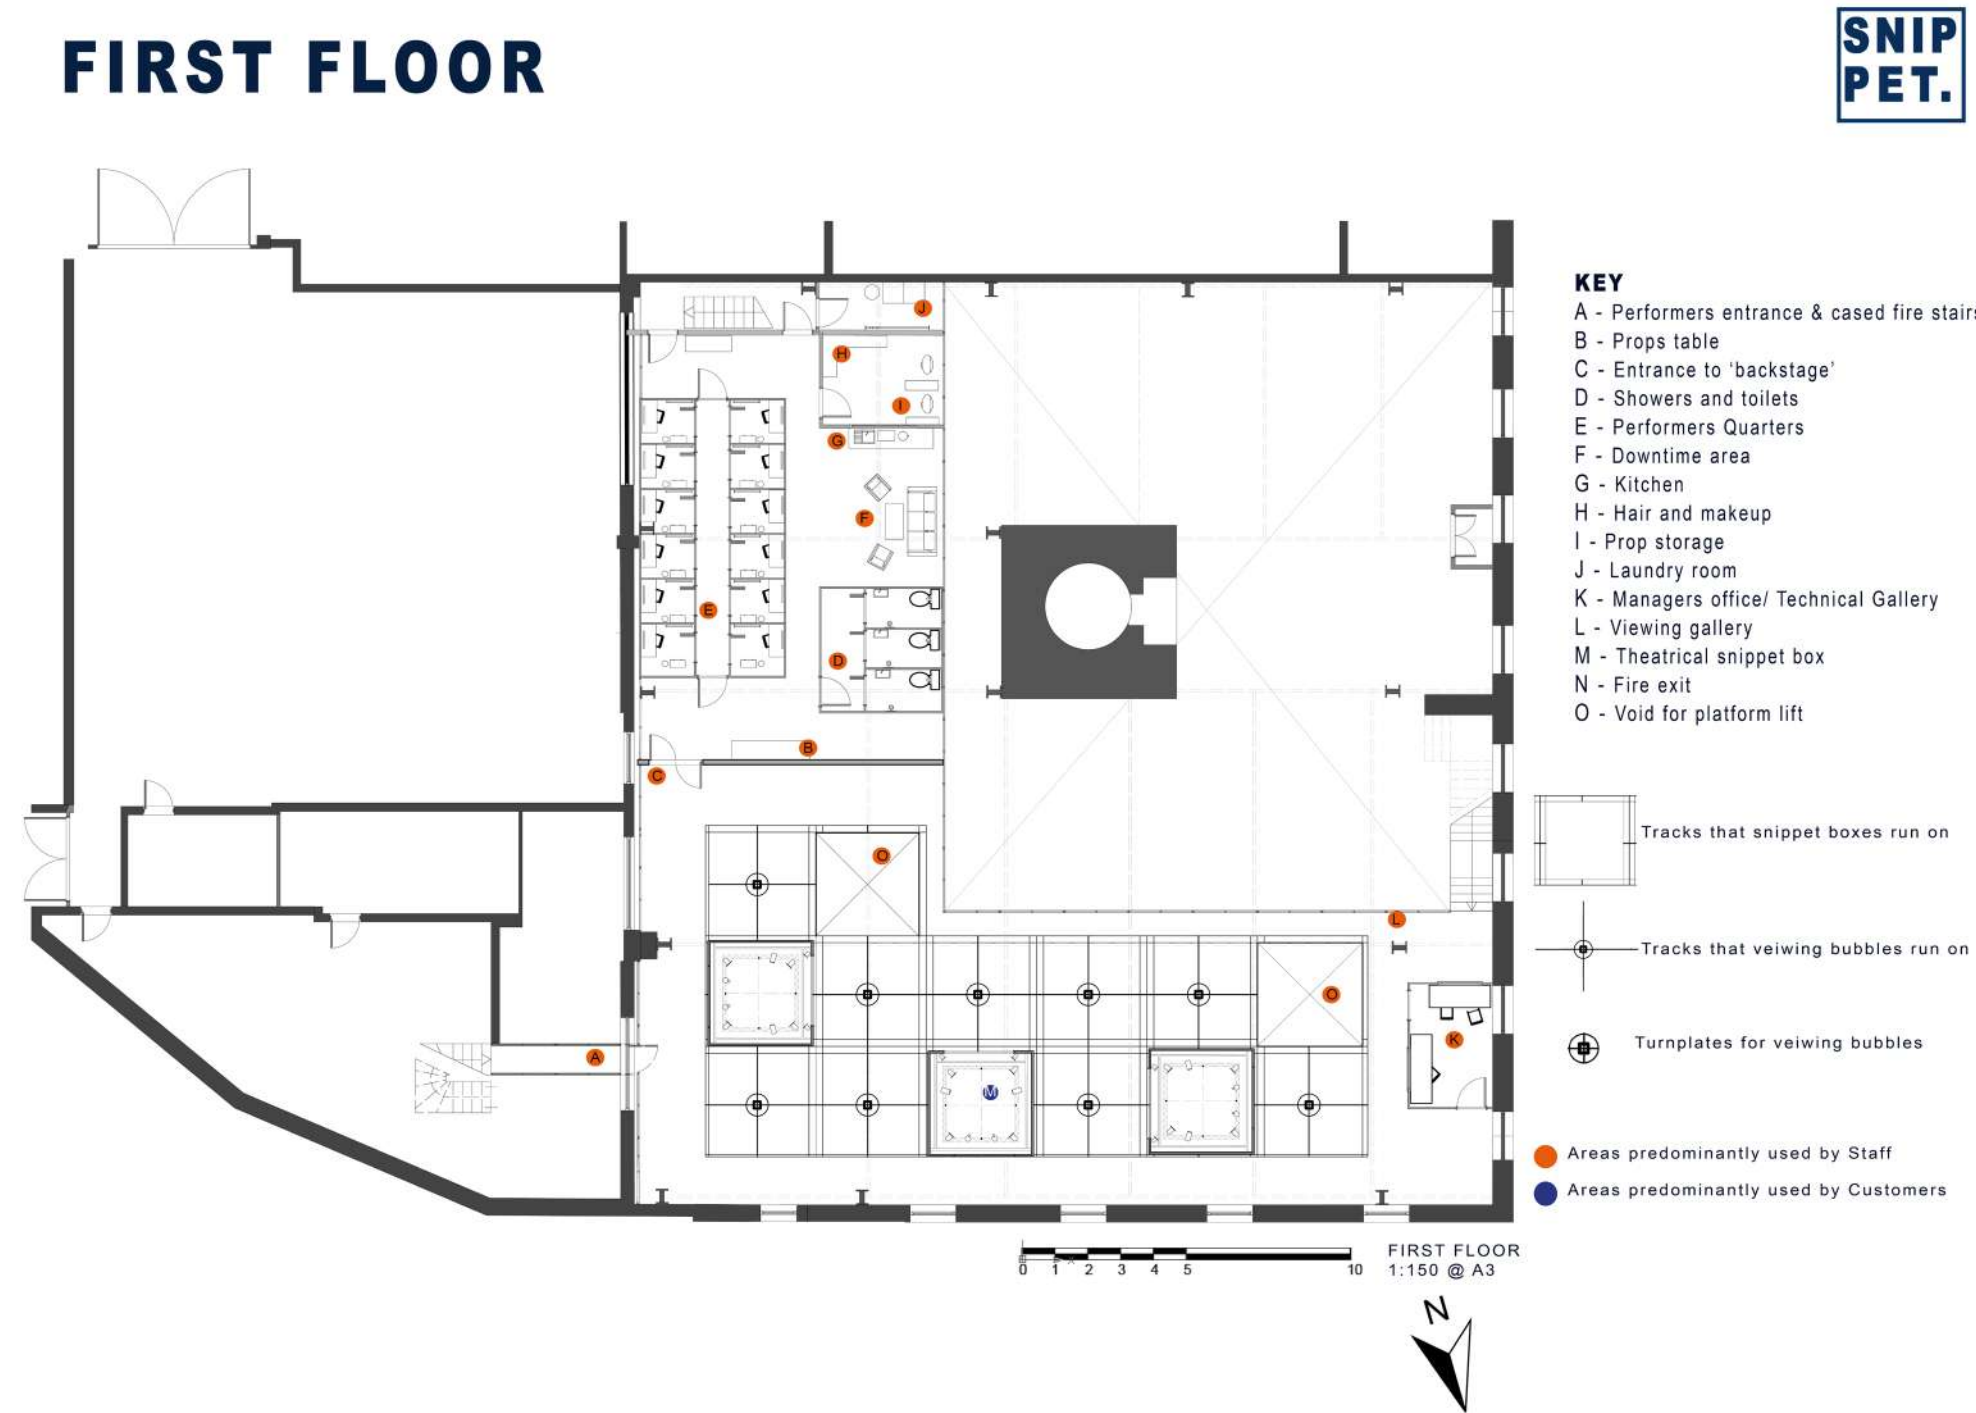 FIRST FLOOR
SNIP
PET.
KEY
A - Performers entrance & cased fire stairs
B - Props table
C - Entrance to ‘backstage’
D - Showers and toilets
E - Performers Quarters
F - Downtime area
G - Kitchen
H - Hair and makeup
I - Prop storage
J - Laundry room
K - Managers office/ Technical Gallery
L - Viewing gallery
M - Theatrical snippet box
N - Fire exit
O - Void for platform lift
Tracks that snippet boxes run on
Tracks that veiwing bubbles run on
Turnplates for veiwing bubbles
Areas predominantly used by Staff
Areas predominantly used by Customers
J
H
I
G
F
E
D
B
C
O
L
O
K
A
M
0 1 2 3 4 5 10
FIRST FLOOR
1:150 @ A3
N